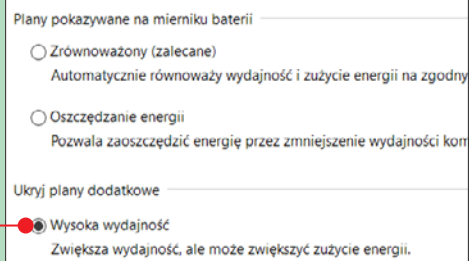 Plany pokazywane na mierniku baterii
Zrównoważony (zalecane)
Automatycznie równoważy wydajność i zużycie energii na zgodny
Oszczędzanie energii
Pozwala zaoszczędzić energię przez zmniejszenie wydajności kom
Ukryj plany dodatkowe
Wysoka wydajność
Zwiększa wydajność, ale może zwiększyć zużycie energii.